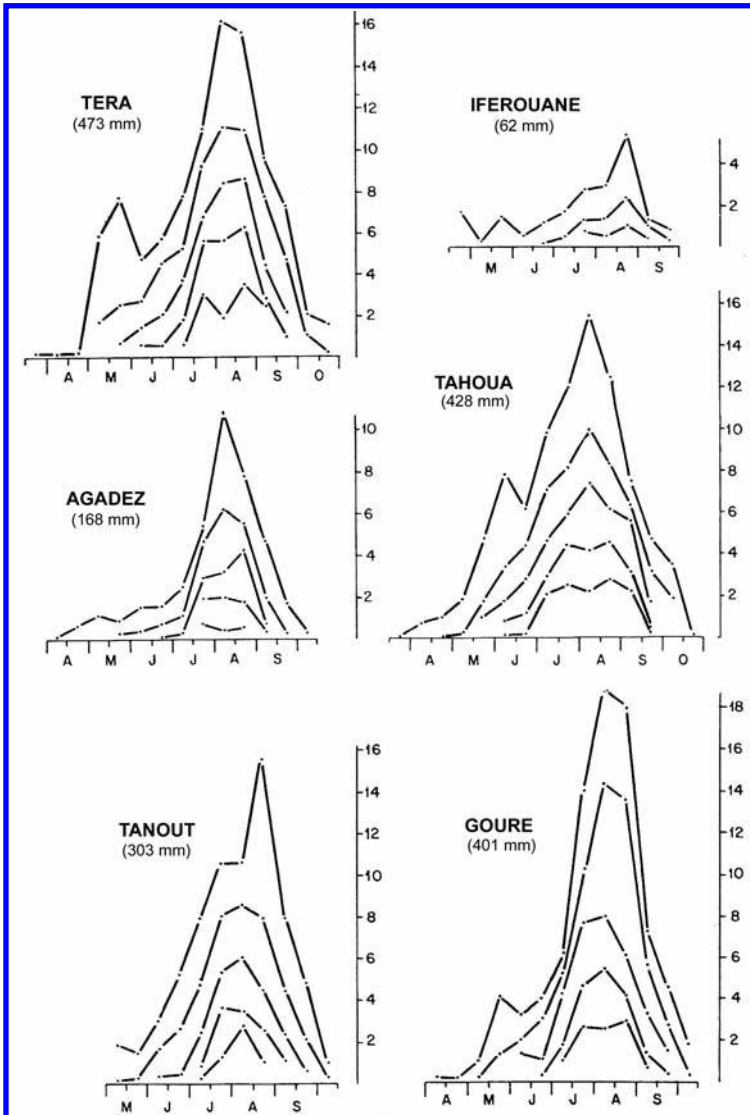 TERA
(473 mm)
16
14
12
10
8
6
4
2
A M J J A S O
IFEROUANE
(62 mm)
4
2
M J J A S
AGADEZ
(168 mm)
10
8
6
4
2
A M J J A S
TAHOUA
(428 mm)
16
14
12
10
8
6
4
2
A M J J A S O
TANOUT
(303 mm)
16
14
12
10
8
6
4
2
M J J A S
GOURE
(401 mm)
18
16
14
12
10
8
6
4
2
A M J J A S